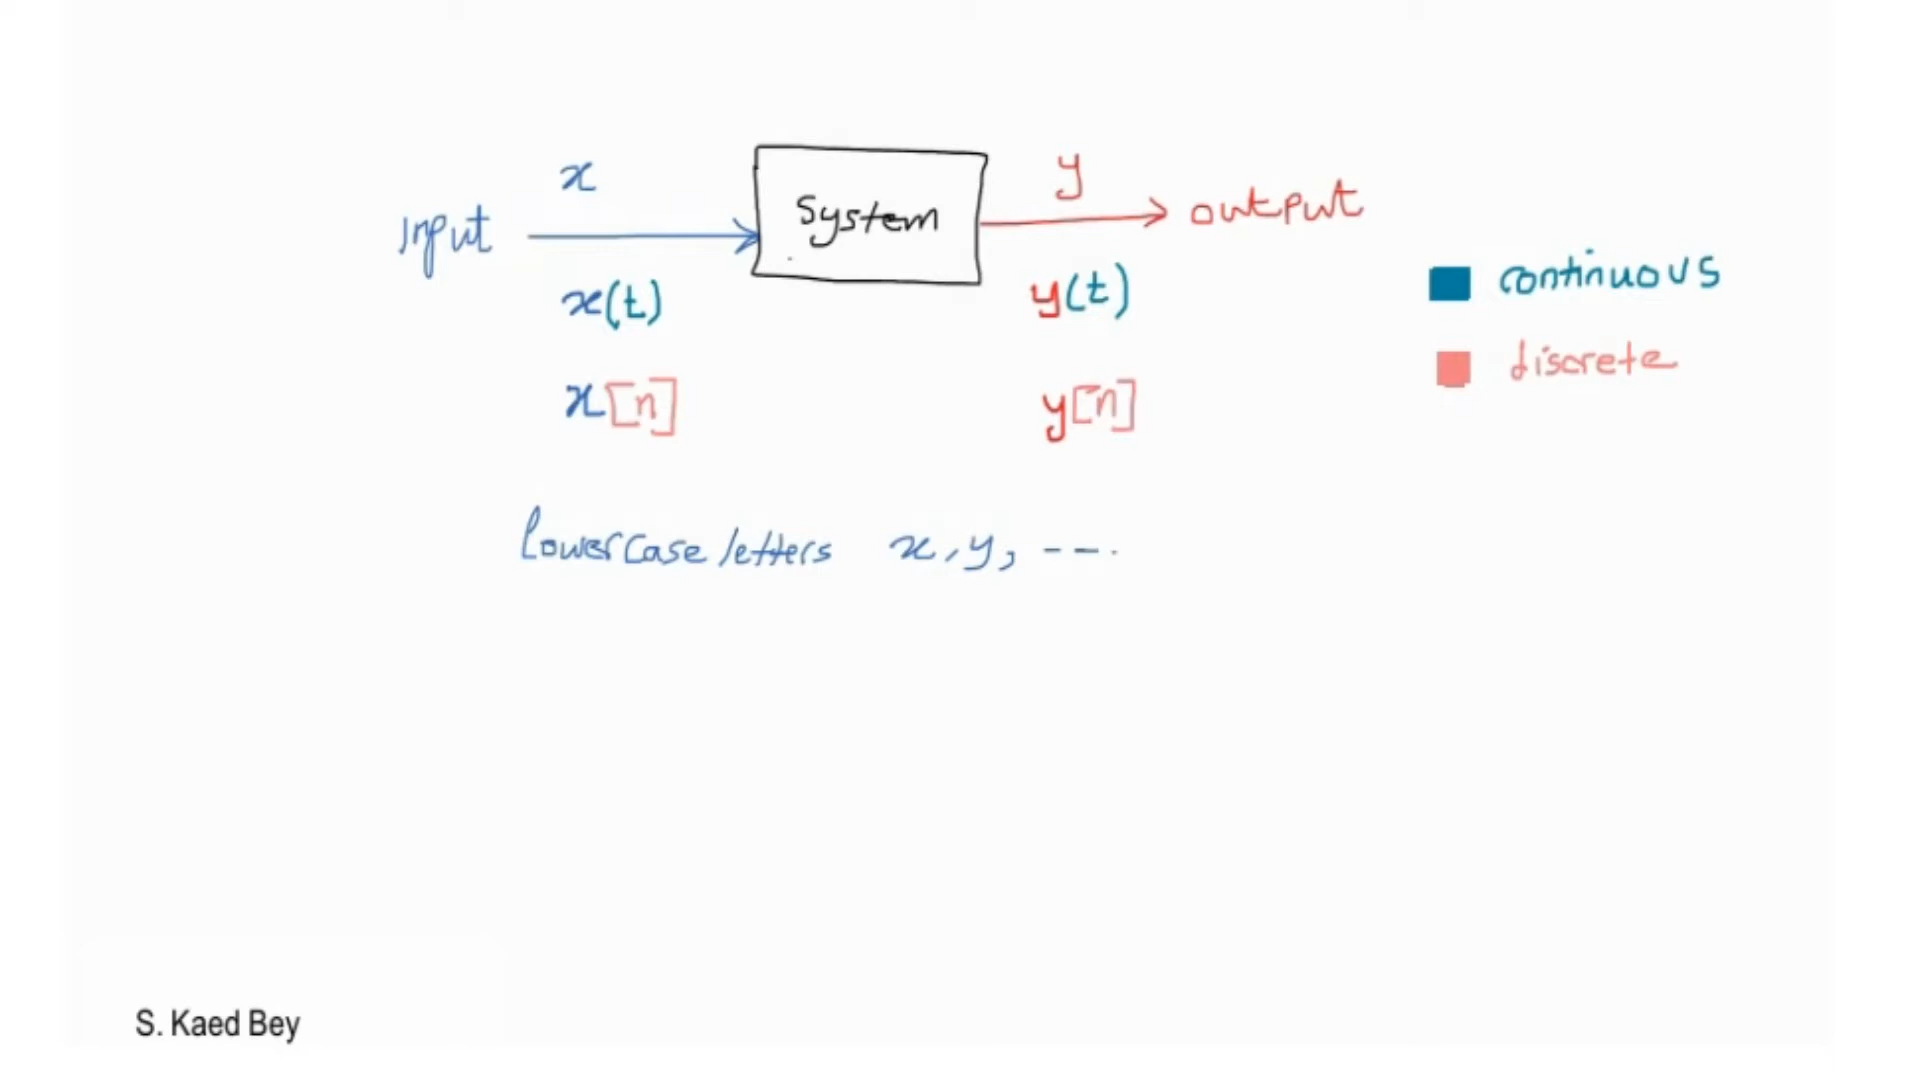 x
y
Input
System
output
x(t)
y(t)
continuous
x[n]
y[n]
discrete
lowercase letters x, y, ---.
S. Kaed Bey